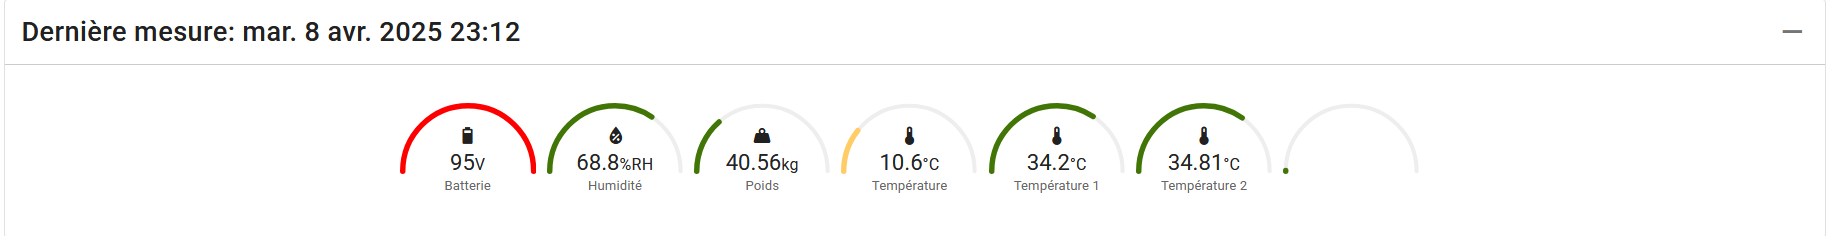 Dernière mesure: mar. 8 avr. 2025 23:12
95V 68.8%RH 40.56kg 10.6°C 34.2°C 34.81°C
Batterie Humidité Poids Température Température 1 Température 2